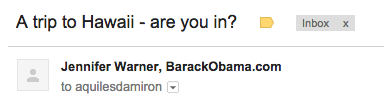 A trip to Hawaii - are you in? Inbox x
Jennifer Warner, BarackObama.com
to aquilesdamiron